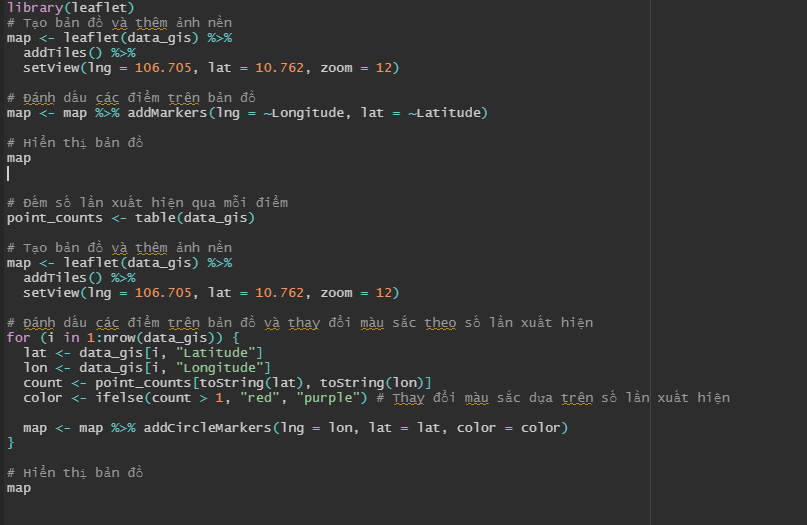 library(leaflet)
# Tạo bản đồ và thêm ảnh nền
map <- leaflet(data_gis) %>%
  addTiles() %>%
  setView(lng = 106.705, lat = 10.762, zoom = 12)

# Đánh dấu các điểm trên bản đồ
map <- map %>% addMarkers(lng = ~Longitude, lat = ~Latitude)

# Hiển thị bản đồ
map

# Đếm số lần xuất hiện qua mỗi điểm
point_counts <- table(data_gis)

# Tạo bản đồ và thêm ảnh nền
map <- leaflet(data_gis) %>%
  addTiles() %>%
  setView(lng = 106.705, lat = 10.762, zoom = 12)

# Đánh dấu các điểm trên bản đồ và thay đổi màu sắc theo số lần xuất hiện
for (i in 1:nrow(data_gis)) {
  lat <- data_gis[i, "Latitude"]
  lon <- data_gis[i, "Longitude"]
  count <- point_counts[toString(lat), toString(lon)]
  color <- ifelse(count > 1, "red", "purple") # Thay đổi màu sắc dựa trên số lần xuất hiện

  map <- map %>% addCircleMarkers(lng = lon, lat = lat, color = color)
}

# Hiển thị bản đồ
map